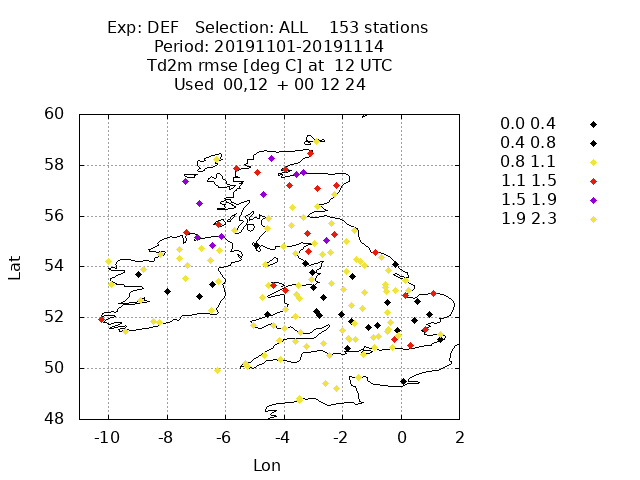 Exp: DEF Selection: ALL 153 stations
Period: 20191101-20191114
Td2m rmse [deg C] at 12 UTC
Used 00,12 + 00 12 24
0.0 0.4
0.4 0.8
0.8 1.1
1.1 1.5
1.5 1.9
1.9 2.3
60
58
56
54
52
50
48
Lat
-10 -8 -6 -4 -2 0 2
Lon